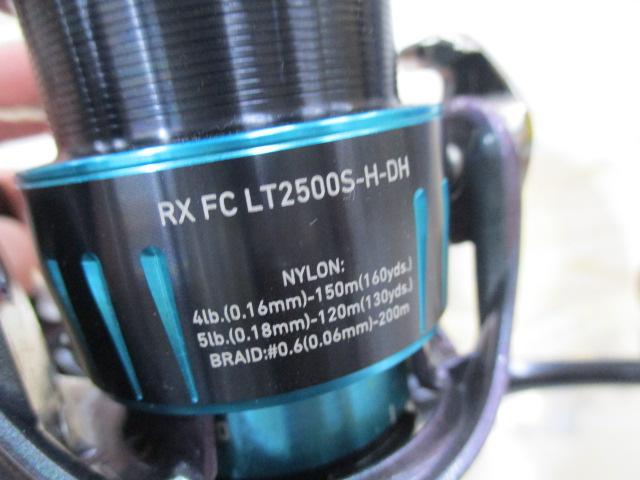 RX FC LT2500S-H-DH
NYLON:
4lb.(0.16mm)-150m(160yds.)
5lb.(0.18mm)-120m(130yds.)
BRAID:#0.6(0.06mm)-200m